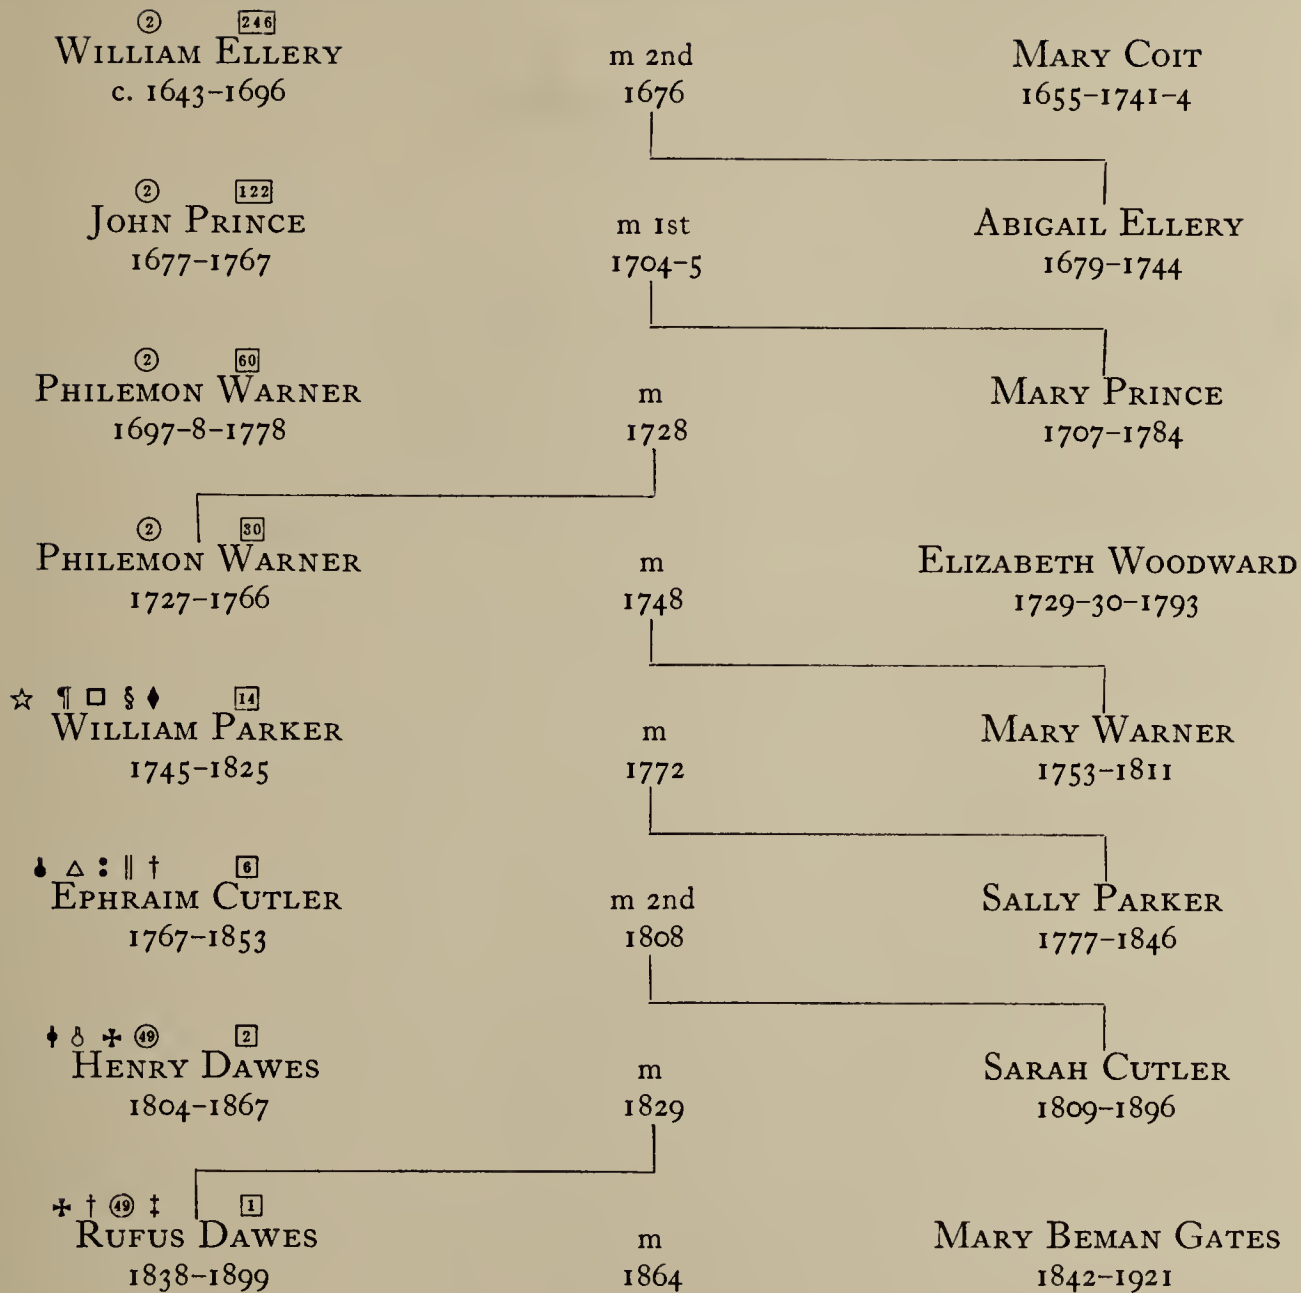 ② 246
WILLIAM ELLERY m 2nd MARY COIT
c. 1643–1696 1676 1655–1741–4
② 122
JOHN PRINCE m 1st ABIGAIL ELLERY
1677–1767 1704–5 1679–1744
② 60
PHILEMON WARNER m MARY PRINCE
1697–8–1778 1728 1707–1784
② 30
PHILEMON WARNER m ELIZABETH WOODWARD
1727–1766 1748 1729–30–1793
☆ ¶ □ § ♦ 14
WILLIAM PARKER m MARY WARNER
1745–1825 1772 1753–1811
△ : ‖ † 6
EPHRAIM CUTLER m 2nd SALLY PARKER
1767–1853 1808 1777–1846
✠ ㊾ 2
HENRY DAWES m SARAH CUTLER
1804–1867 1829 1809–1896
✠ † ㊾ ‡ 1
RUFUS DAWES m MARY BEMAN GATES
1838–1899 1864 1842–1921